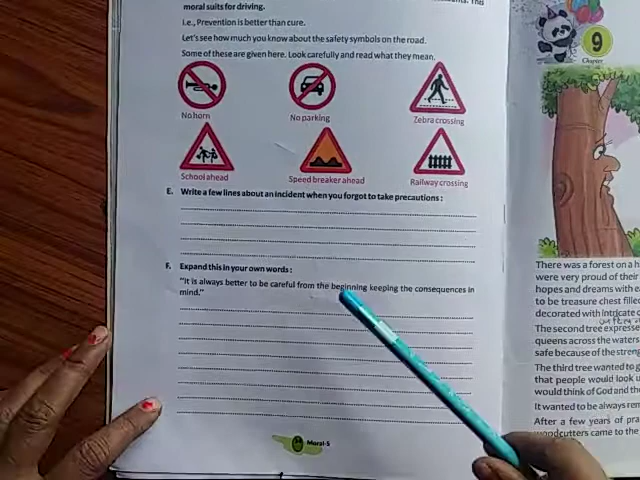 moral suits for driving.
i.e., Prevention is better than cure.
Let's see how much you know about the safety symbols on the road.
Some of these are given here. Look carefully and read what they mean.
No horn
No parking
Zebra crossing
School ahead
Speed breaker ahead
Railway crossing
E. Write a few lines about an incident when you forgot to take precautions :
F. Expand this in your own words :
"It is always better to be careful from the beginning keeping the consequences in
mind."
Moral-5
9
Chapter
There was a forest on a h
were very proud of their
hopes and dreams with ea
to be treasure chest fille
decorated with intricate c
The second tree expresse
queens across the waters
safe because of the streng
The third tree wanted to g
that people would look u
would think of God and
It wanted to be always rem
After a few years of pra
woodcutters came to the